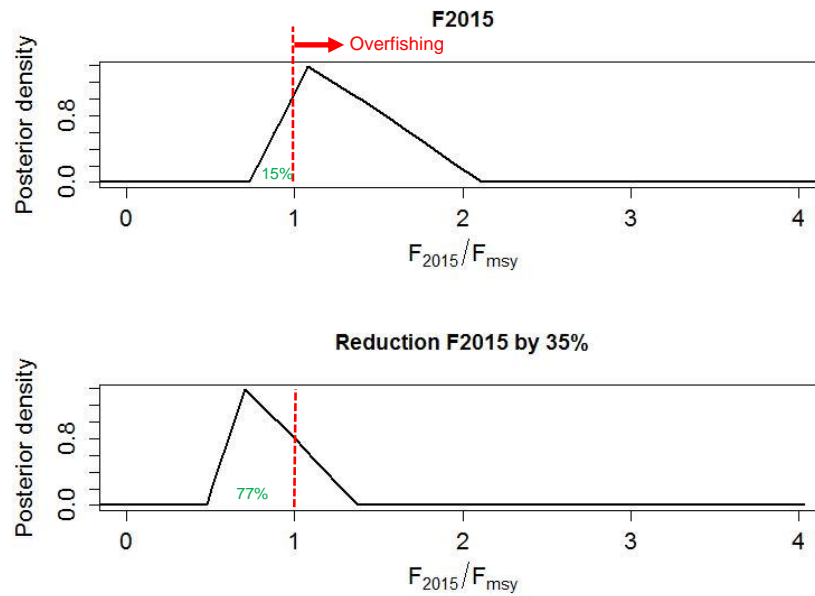 F2015
Overfishing
Posterior density
0.8
0.0
15%
0 1 2 3 4
F2015/Fmsy
Reduction F2015 by 35%
Posterior density
0.8
0.0
77%
0 1 2 3 4
F2015/Fmsy